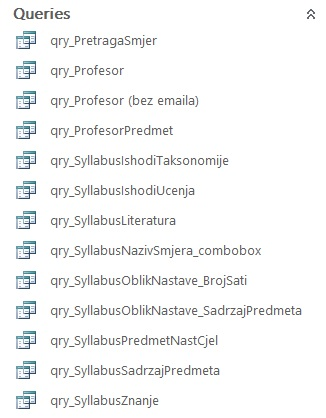 Queries
qry_PretragaSmjer
qry_Profesor
qry_Profesor (bez emaila)
qry_ProfesorPredmet
qry_SyllabusIshodiTaksonomije
qry_SyllabusIshodiUcenja
qry_SyllabusLiteratura
qry_SyllabusNazivSmjera_combobox
qry_SyllabusOblikNastave_BrojSati
qry_SyllabusOblikNastave_SadrzajPredmeta
qry_SyllabusPredmetNastCjel
qry_SyllabusSadrzajPredmeta
qry_SyllabusZnanje